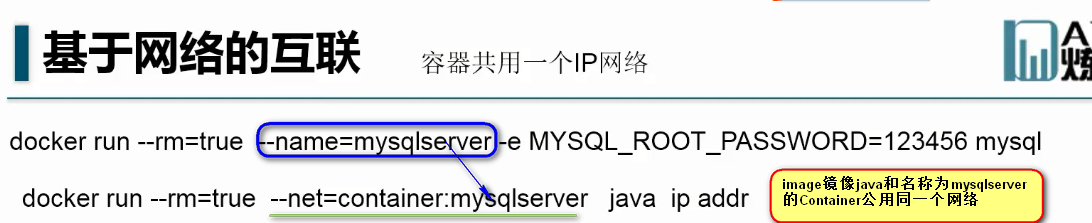 基于网络的互联
容器共用一个IP网络
docker run --rm=true --name=mysqlserver -e MYSQL_ROOT_PASSWORD=123456 mysql
docker run --rm=true --net=container:mysqlserver java ip addr
image镜像java和名称为mysqlserver
的Container公用同一个网络